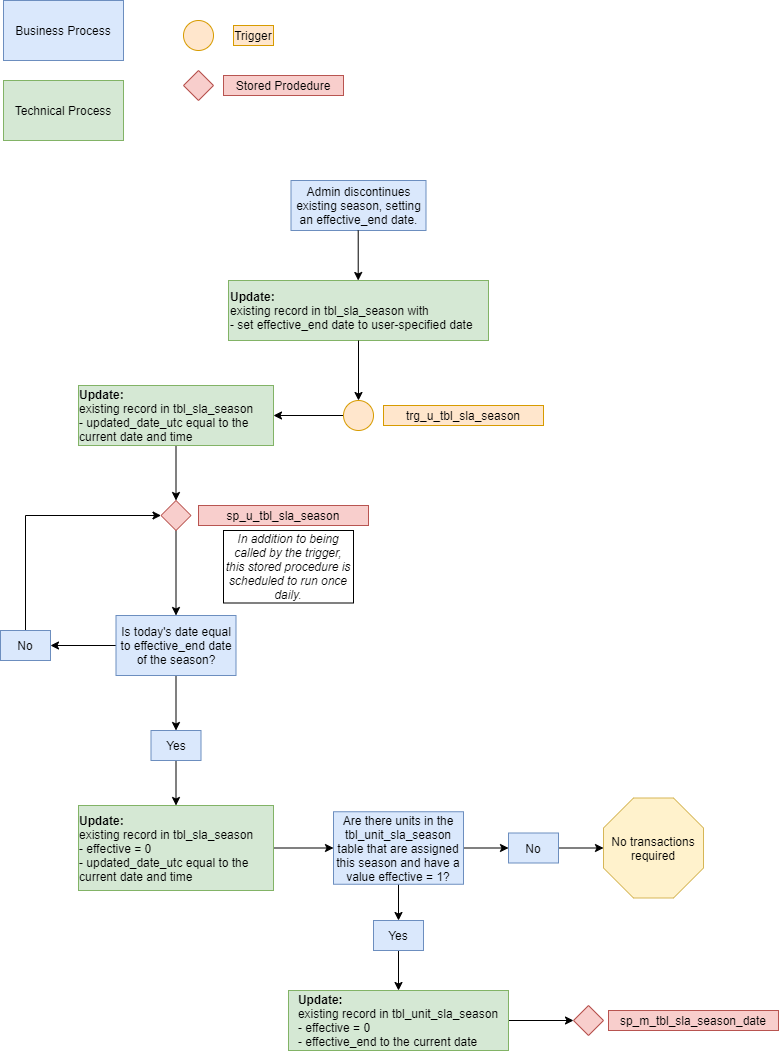 Business Process
Trigger
Stored Prodedure
Technical Process
Admin discontinues
existing season, setting
an effective_end date.
Update:
existing record in tbl_sla_season with
- set effective_end date to user-specified date
trg_u_tbl_sla_season
Update:
existing record in tbl_sla_season
- updated_date_utc equal to the
current date and time
sp_u_tbl_sla_season
In addition to being
called by the trigger,
this stored procedure is
scheduled to run once
daily.
Is today's date equal
to effective_end date
of the season?
No
Yes
Update:
existing record in tbl_sla_season
- effective = 0
- updated_date_utc equal to the
current date and time
Are there units in the
tbl_unit_sla_season
table that are assigned
this season and have a
value effective = 1?
No
No transactions
required
Yes
Update:
existing record in tbl_unit_sla_season
- effective = 0
- effective_end to the current date
sp_m_tbl_sla_season_date